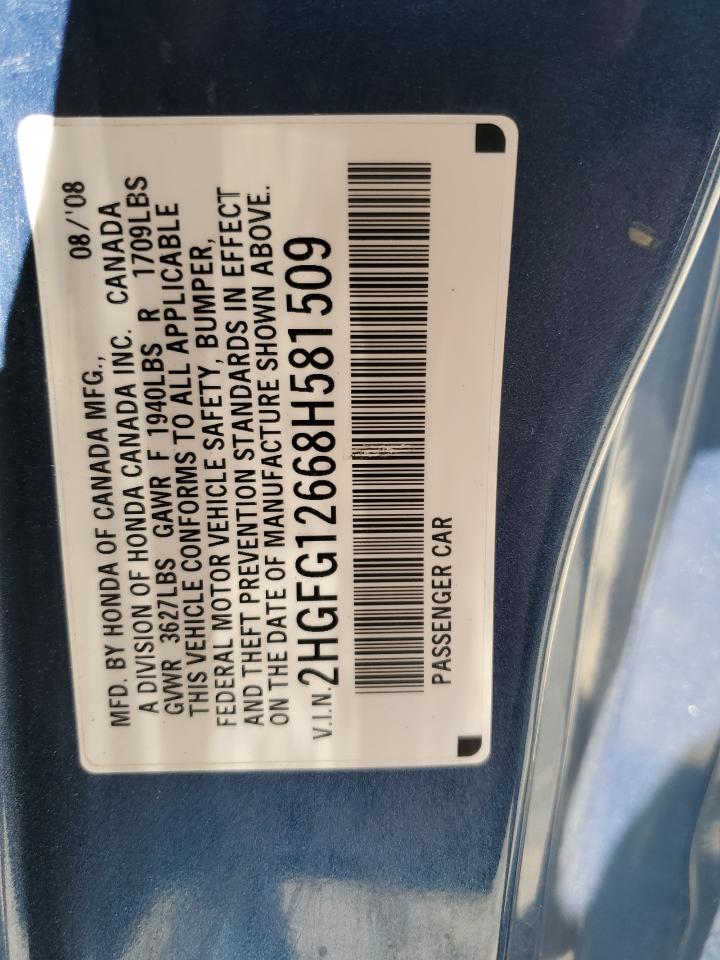 MFD. BY HONDA OF CANADA MFG., 08/'08
A DIVISION OF HONDA CANADA INC. CANADA
GVWR 3627LBS GAWR F 1940LBS R 1709LBS
THIS VEHICLE CONFORMS TO ALL APPLICABLE
FEDERAL MOTOR VEHICLE SAFETY, BUMPER,
AND THEFT PREVENTION STANDARDS IN EFFECT
ON THE DATE OF MANUFACTURE SHOWN ABOVE.
V.I.N. 2HGFG12668H581509
PASSENGER CAR